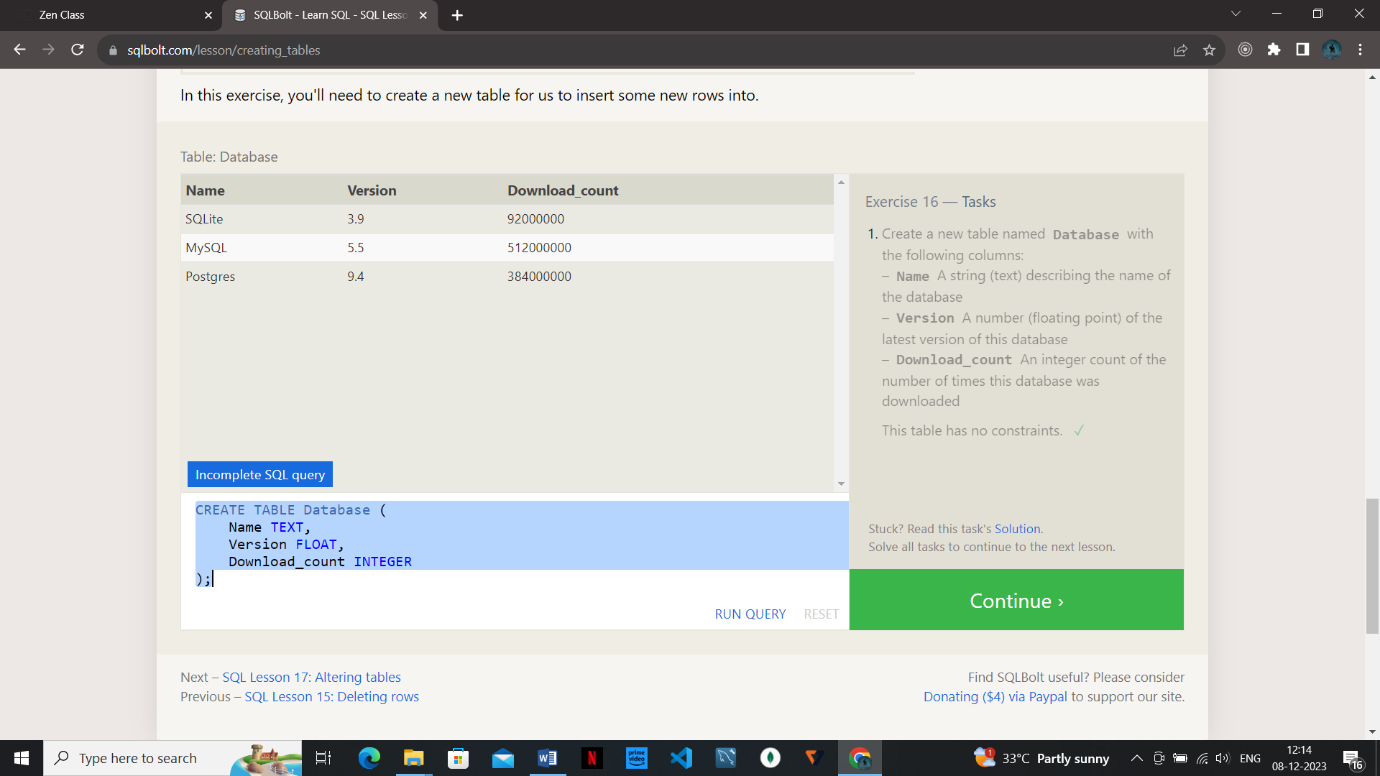 Zen Class
SQLBolt - Learn SQL - SQL Lesso
sqlbolt.com/lesson/creating_tables
In this exercise, you'll need to create a new table for us to insert some new rows into.
Table: Database
Name Version Download_count
SQLite 3.9 92000000
MySQL 5.5 512000000
Postgres 9.4 384000000
Incomplete SQL query
CREATE TABLE Database (
Name TEXT,
Version FLOAT,
Download_count INTEGER
);
RUN QUERY RESET
Exercise 16 — Tasks
1. Create a new table named Database with
the following columns:
– Name A string (text) describing the name of
the database
– Version A number (floating point) of the
latest version of this database
– Download_count An integer count of the
number of times this database was
downloaded
This table has no constraints. ✓
Stuck? Read this task's Solution.
Solve all tasks to continue to the next lesson.
Continue ›
Next – SQL Lesson 17: Altering tables
Previous – SQL Lesson 15: Deleting rows
Find SQLBolt useful? Please consider
Donating ($4) via Paypal to support our site.
Type here to search
33°C Partly sunny
ENG
12:14
08-12-2023
16